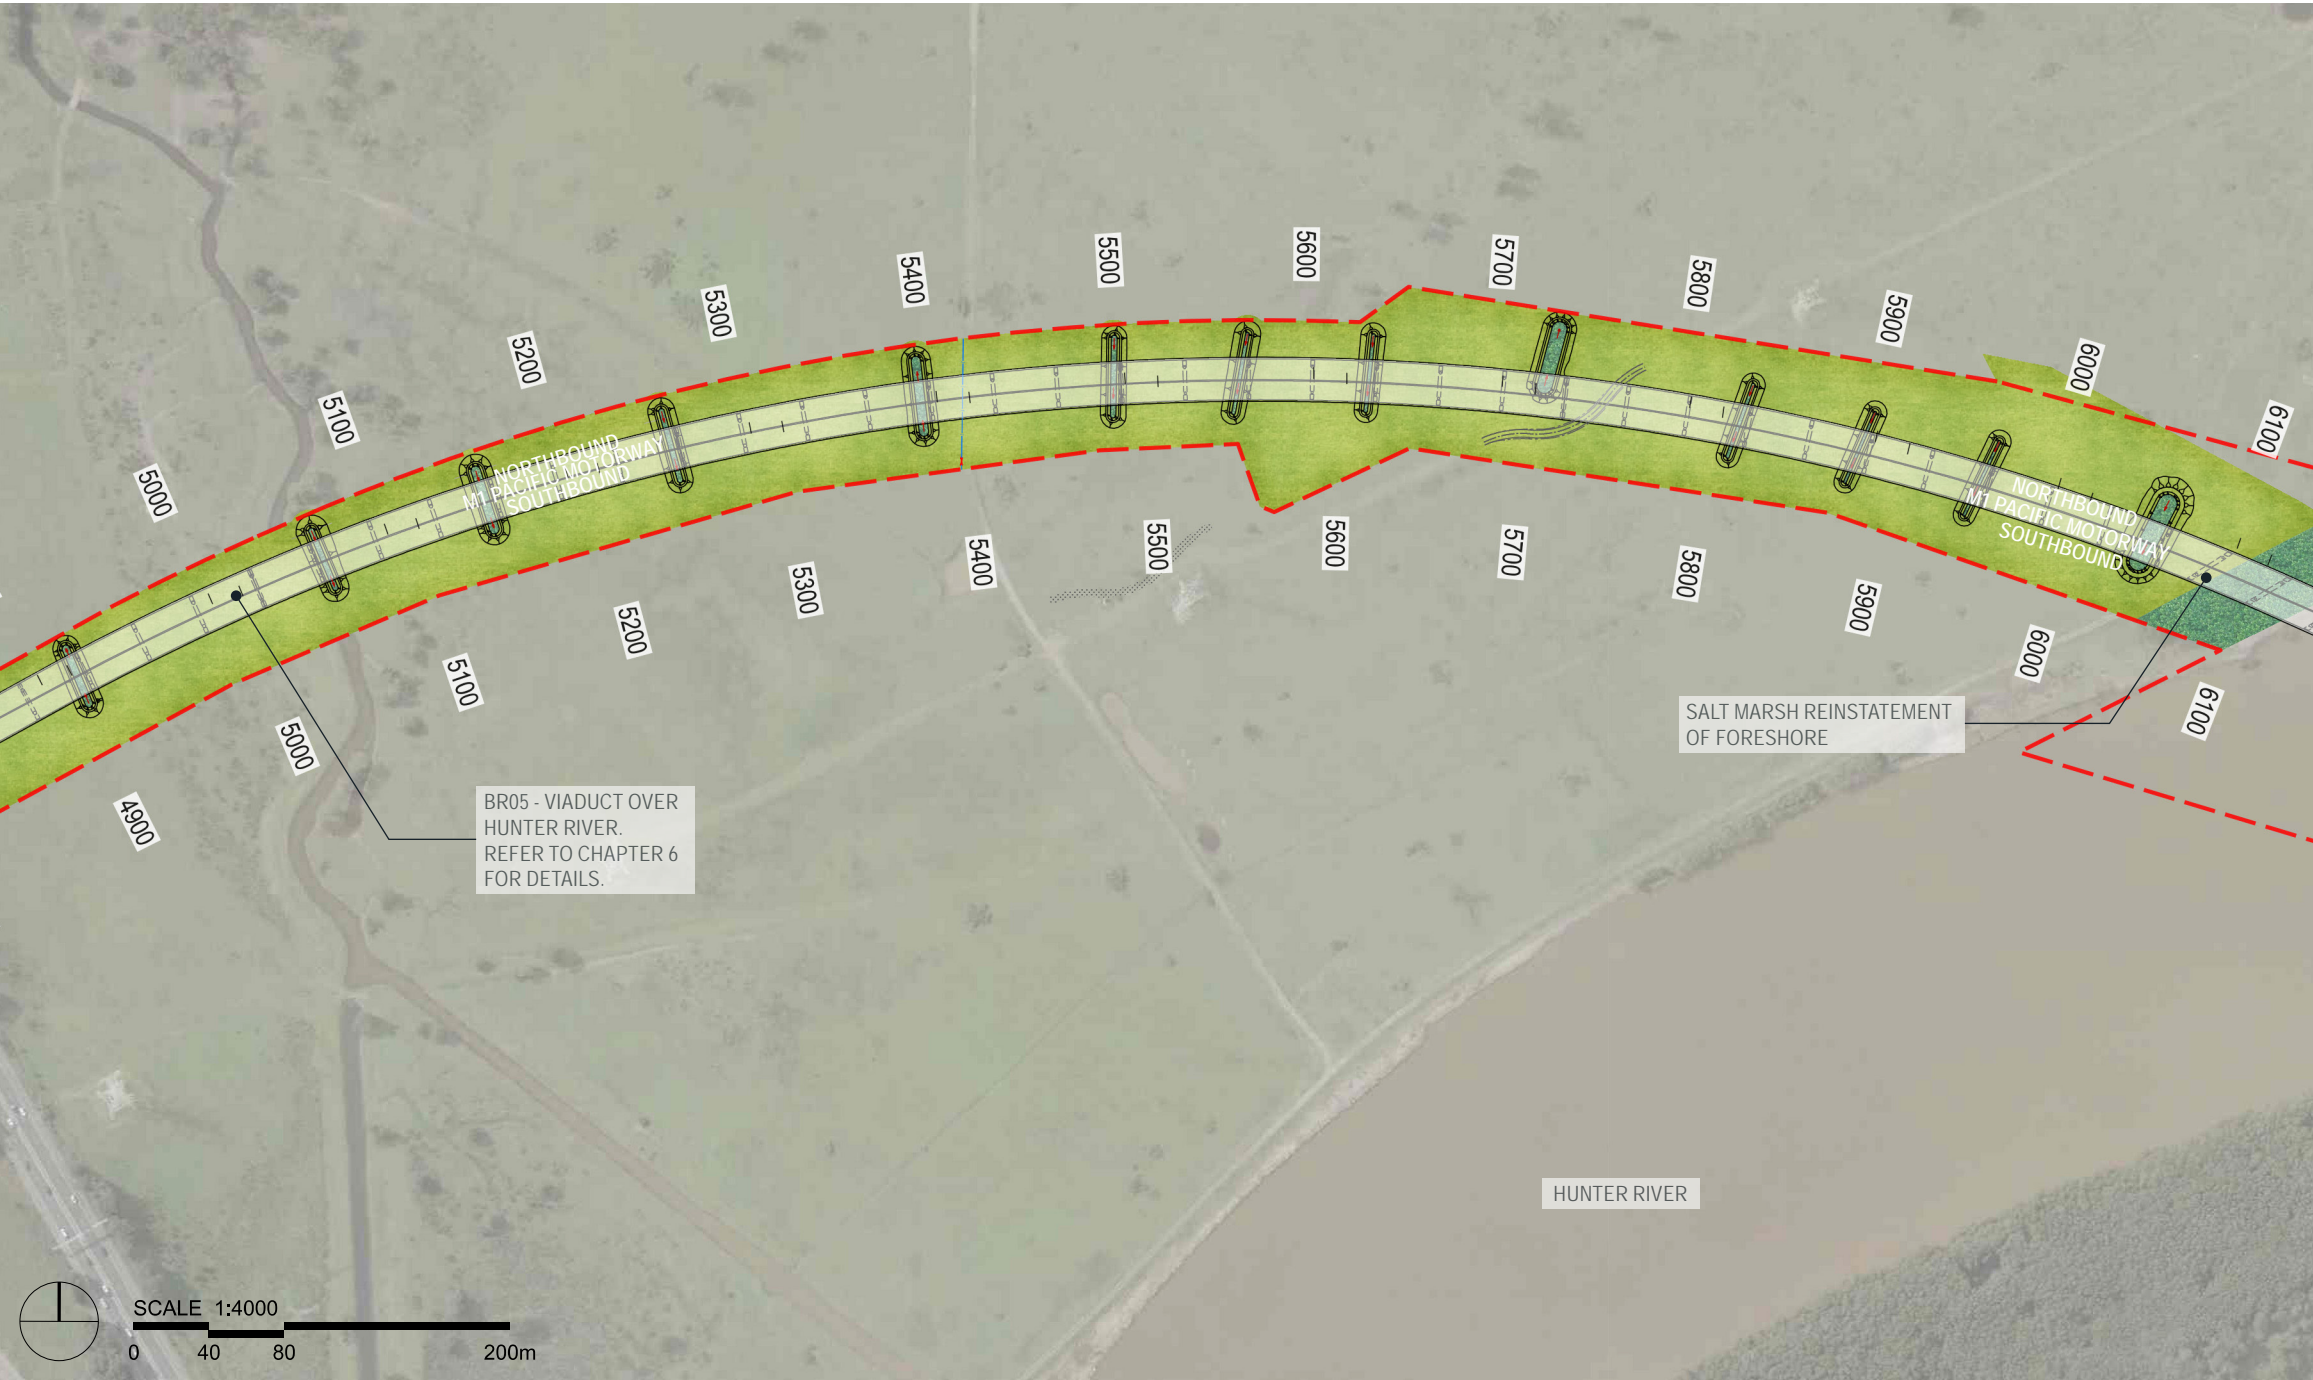 5600
5500
5700
5400
5800
5300
5900
5200
6000
5100
6100
5000
NORTHBOUND
M1 PACIFIC MOTORWAY
SOUTHBOUND
NORTHBOUND
M1 PACIFIC MOTORWAY
SOUTHBOUND
5500
5600
5700
5400
5800
5300
5900
5200
6000
5100
6100
5000
4900
SALT MARSH REINSTATEMENT
OF FORESHORE
BR05 - VIADUCT OVER
HUNTER RIVER.
REFER TO CHAPTER 6
FOR DETAILS.
HUNTER RIVER
SCALE 1:4000
0 40 80 200m